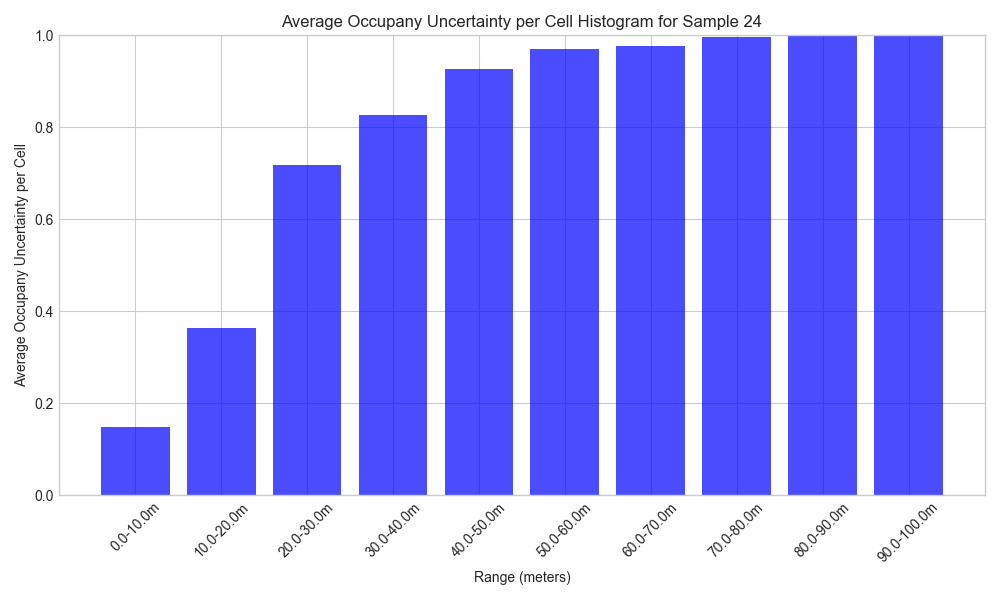 Average Occupany Uncertainty per Cell Histogram for Sample 24
Average Occupany Uncertainty per Cell
1.0
0.8
0.6
0.4
0.2
0.0
0.0-10.0m
10.0-20.0m
20.0-30.0m
30.0-40.0m
40.0-50.0m
50.0-60.0m
60.0-70.0m
70.0-80.0m
80.0-90.0m
90.0-100.0m
Range (meters)